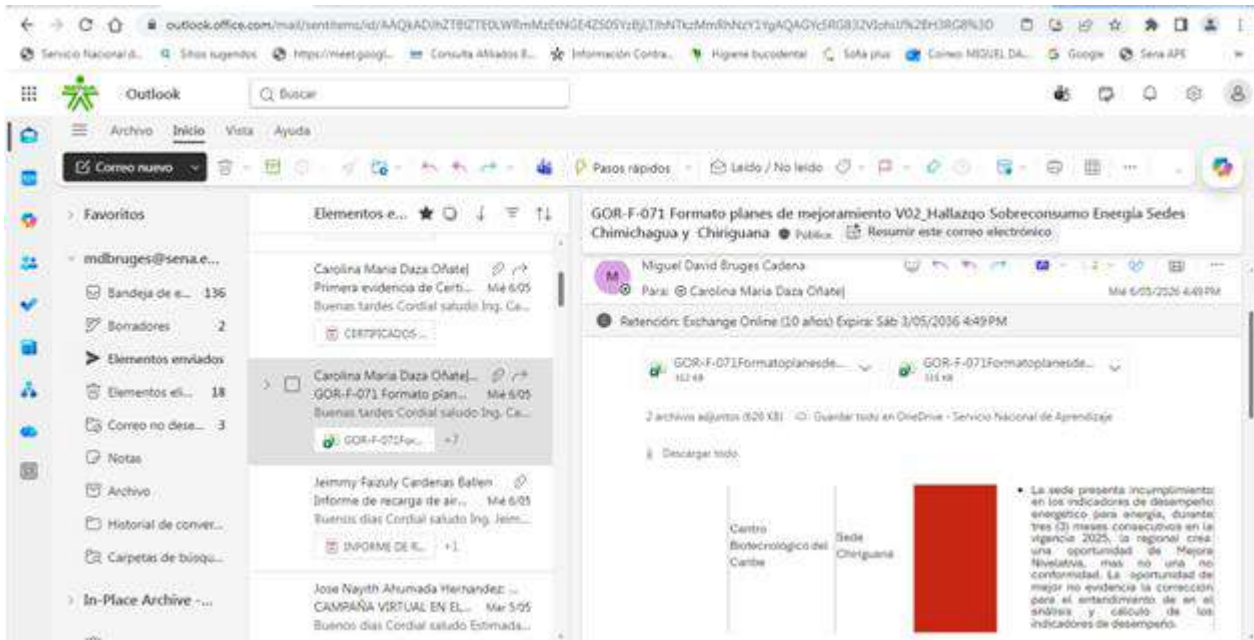 outlook.office.com/mail/sentitems/id/
Servicio Nacional d...
Sitios sugeridos
https://meet.googl...
Consulta Afiliados E...
Información Contra...
Higiene bucodental
Sofia plus
Correo MIGUEL DA...
Google
Sena APE
Outlook
Buscar
Archivo Inicio Vista Ayuda
Correo nuevo
Pasos rápidos
Leído / No leído
Favoritos
mdbruges@sena.e...
Bandeja de e... 136
Borradores 2
Elementos enviados
Elementos eli... 18
Correo no dese... 3
Notas
Archivo
Historial de conver...
Carpetas de búsqu...
In-Place Archive -...
Elementos e...
Carolina Maria Daza Oñate|
Primera evidencia de Certi... Mié 6/05
Buenas tardes Cordial saludo Ing. Ca...
CERTIFICADOS ...
Carolina Maria Daza Oñate|...
GOR-F-071 Formato plan... Mié 6/05
Buenas tardes Cordial saludo Ing. Ca...
GOR-F-071For... +7
Jeimmy Faizuly Cardenas Ballen
Informe de recarga de air... Mié 6/05
Buenos días Cordial saludo Ing. Jeim...
INFORME DE R... +1
Jose Nayith Ahumada Hernandez; ...
CAMPAÑA VIRTUAL EN EL... Mar 5/05
Buenos días Cordial saludo Estimada...
GOR-F-071 Formato planes de mejoramiento V02_Hallazgo Sobreconsumo Energía Sedes
Chimichagua y Chiriguana Pública Resumir este correo electrónico
M
Miguel David Bruges Cadena
Para: Carolina Maria Daza Oñate|
Mié 6/05/2026 4:49 PM
Retención: Exchange Online (10 años) Expira: Sáb 3/05/2036 4:49 PM
GOR-F-071Formatoplanesde...
GOR-F-071Formatoplanesde...
2 archivos adjuntos (626 KB) Guardar todo en OneDrive - Servicio Nacional de Aprendizaje
Descargar todo
Centro
Biotecnológico del
Caribe
Sede
Chiriguana
La sede presenta incumplimiento
en los indicadores de desempeño
energético para energía, durante
tres (3) meses consecutivos en la
vigencia 2025, la regional crea
una oportunidad de Mejora
Nivelativa, mas no una no
conformidad. La oportunidad de
mejor no evidencia la corrección
para el entendimiento de en el
análisis y cálculo de los
indicadores de desempeño.